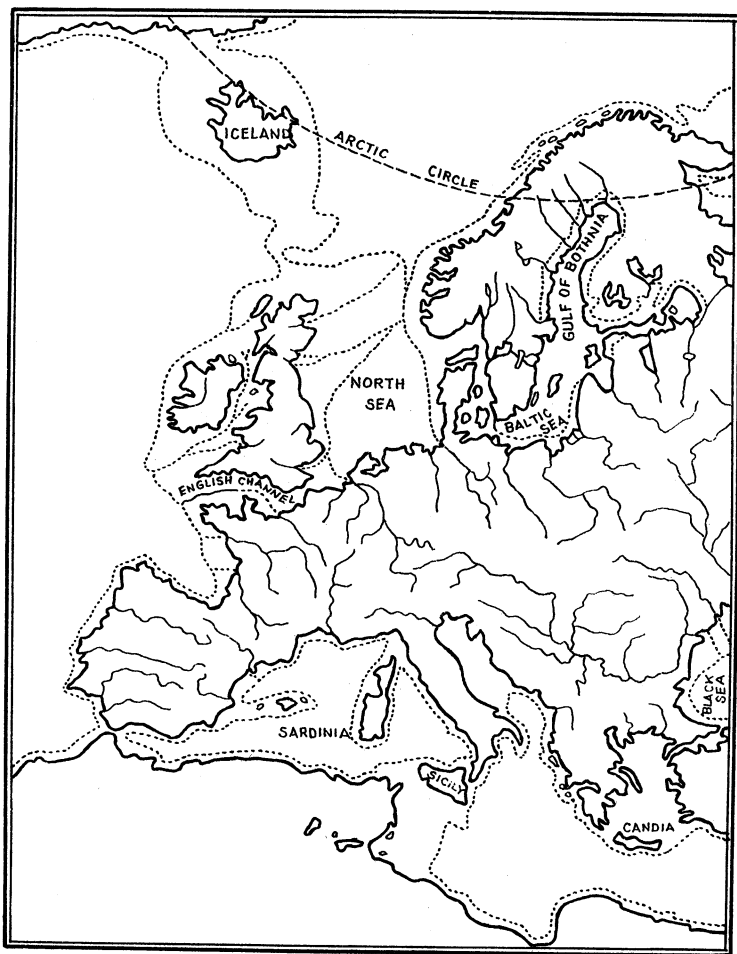 ICELAND
ARCTIC CIRCLE
GULF OF BOTHNIA
NORTH
SEA
BALTIC
SEA
ENGLISH CHANNEL
BLACK
SEA
SARDINIA
SICILY
CANDIA